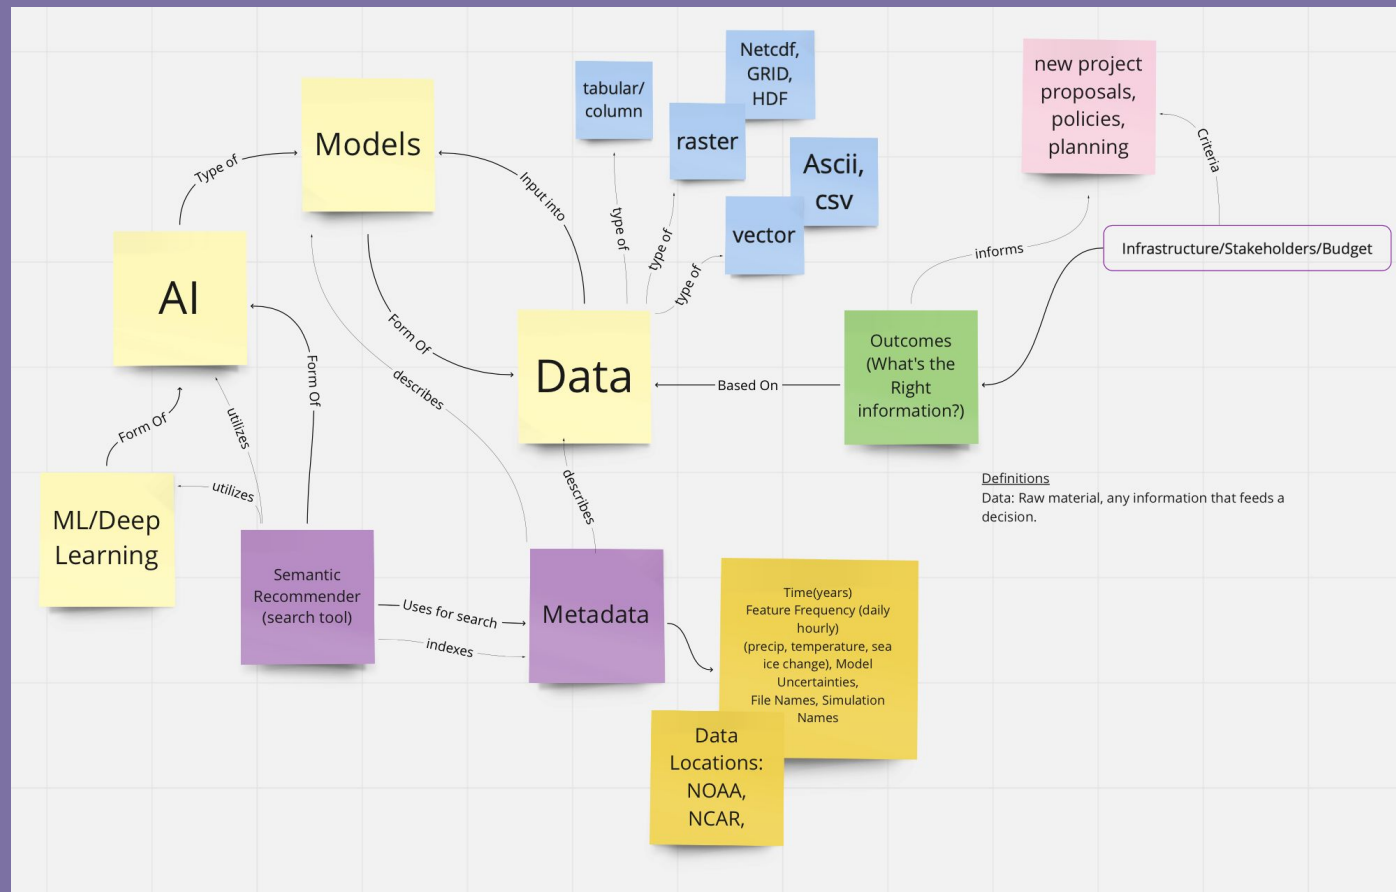 Netcdf,
GRID,
HDF
tabular/
column
raster
Ascii,
csv
vector
new project
proposals,
policies,
planning
Criteria
Models
Type of
Input into
type of
type of
type of
informs
Infrastructure/Stakeholders/Budget
AI
Form Of
describes
Data
Based On
Outcomes
(What's the
Right
information?)
Form Of
Form Of
utilizes
utilizes
describes
Definitions
Data: Raw material, any information that feeds a
decision.
ML/Deep
Learning
Semantic
Recommender
(search tool)
Uses for search
indexes
Metadata
Time(years)
Feature Frequency (daily
hourly)
(precip, temperature, sea
ice change), Model
Uncertainties,
File Names, Simulation
Names
Data
Locations:
NOAA,
NCAR,